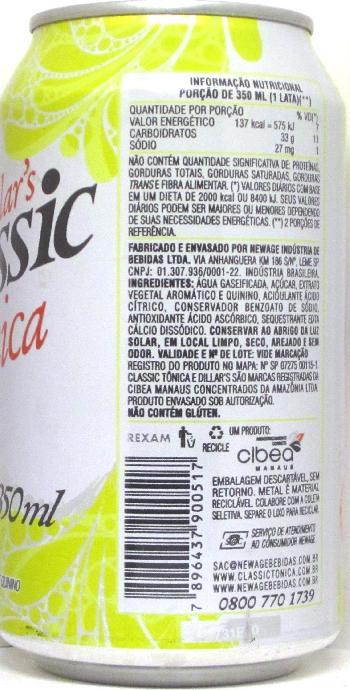 INFORMAÇÃO NUTRICIONAL
PORÇÃO DE 350 ML (1 LATA)(**)
QUANTIDADE POR PORÇÃO % VD(*)
VALOR ENERGÉTICO 137 kcal = 575 kJ 7
CARBOIDRATOS 33 g 11
SÓDIO 27 mg 1
NÃO CONTÉM QUANTIDADE SIGNIFICATIVA DE: PROTEÍNAS,
GORDURAS TOTAIS, GORDURAS SATURADAS, GORDURAS
TRANS E FIBRA ALIMENTAR. (*) VALORES DIÁRIOS COM BASE
EM UM DIETA DE 2000 kcal OU 8400 kJ. SEUS VALORES
DIÁRIOS PODEM SER MAIORES OU MENORES DEPENDENDO
DE SUAS NECESSIDADES ENERGÉTICAS. (**) 2 PORÇÕES DE
REFERÊNCIA.
FABRICADO E ENVASADO POR NEWAGE INDÚSTRIA DE
BEBIDAS LTDA. VIA ANHANGUERA KM 186 S/Nº, LEME SP
CNPJ: 01.307.936/0001-22. INDÚSTRIA BRASILEIRA.
INGREDIENTES: ÁGUA GASEIFICADA, AÇÚCAR, EXTRATO
VEGETAL AROMÁTICO E QUININO, ACIDULANTE ÁCIDO
CÍTRICO, CONSERVADOR BENZOATO DE SÓDIO,
ANTIOXIDANTE ÁCIDO ASCÓRBICO, SEQUESTRANTE EDTA
CÁLCIO DISSÓDICO. CONSERVAR AO ABRIGO DA LUZ
SOLAR, EM LOCAL LIMPO, SECO, AREJADO E SEM
ODOR. VALIDADE E Nº DE LOTE: VIDE MARCAÇÃO
REGISTRO DO PRODUTO NO MAPA: Nº SP 07275 00115-1
CLASSIC TÔNICA E DILLAR'S SÃO MARCAS REGISTRADAS DA
CIBEA MANAUS CONCENTRADOS DA AMAZÔNIA LTDA.
PRODUTO ENVASADO SOB AUTORIZAÇÃO.
NÃO CONTÉM GLÚTEN.
lar's
ssic
ica
350ml
QUININO
REXAM
RECICLE
UM PRODUTO:
cibea
MANAUS
EMBALAGEM DESCARTÁVEL, SEM
RETORNO. METAL É MATERIAL
RECICLÁVEL. COLABORE COM A COLETA
SELETIVA. SEPARE O LIXO PARA RECICLAR.
SERVIÇO DE ATENDIMENTO
AO CONSUMIDOR NEWAGE
SAC@NEWAGEBEBIDAS.COM.BR
WWW.CLASSICTONICA.COM.BR
WWW.NEWAGEBEBIDAS.COM.BR
0800 770 1739
7 896437 900517